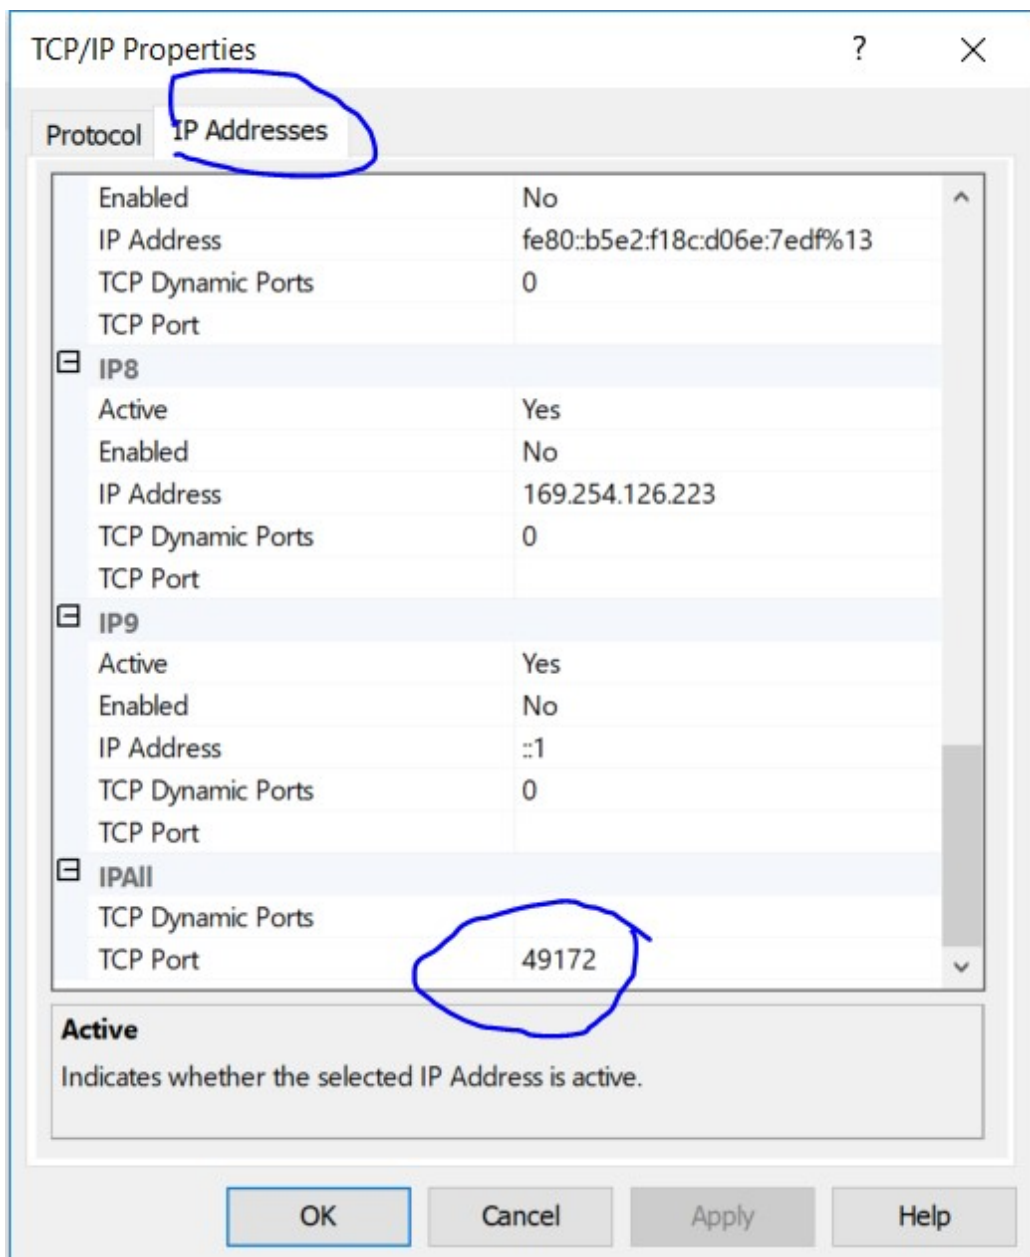 TCP/IP Properties ?
Protocol IP Addresses
Enabled No
IP Address fe80::b5e2:f18c:d06e:7edf%13
TCP Dynamic Ports 0
TCP Port
IP8
Active Yes
Enabled No
IP Address 169.254.126.223
TCP Dynamic Ports 0
TCP Port
IP9
Active Yes
Enabled No
IP Address ::1
TCP Dynamic Ports 0
TCP Port
IPAll
TCP Dynamic Ports
TCP Port 49172
Active
Indicates whether the selected IP Address is active.
OK Cancel Apply Help